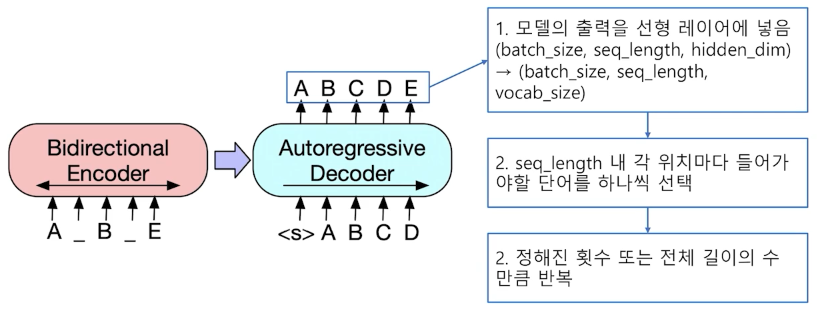 1. 모델의 출력을 선형 레이어에 넣음
(batch_size, seq_length, hidden_dim)
→ (batch_size, seq_length,
vocab_size)
A B C D E
Bidirectional
Encoder
Autoregressive
Decoder
2. seq_length 내 각 위치마다 들어가
야할 단어를 하나씩 선택
A _ B _ E
<s> A B C D
2. 정해진 횟수 또는 전체 길이의 수
만큼 반복